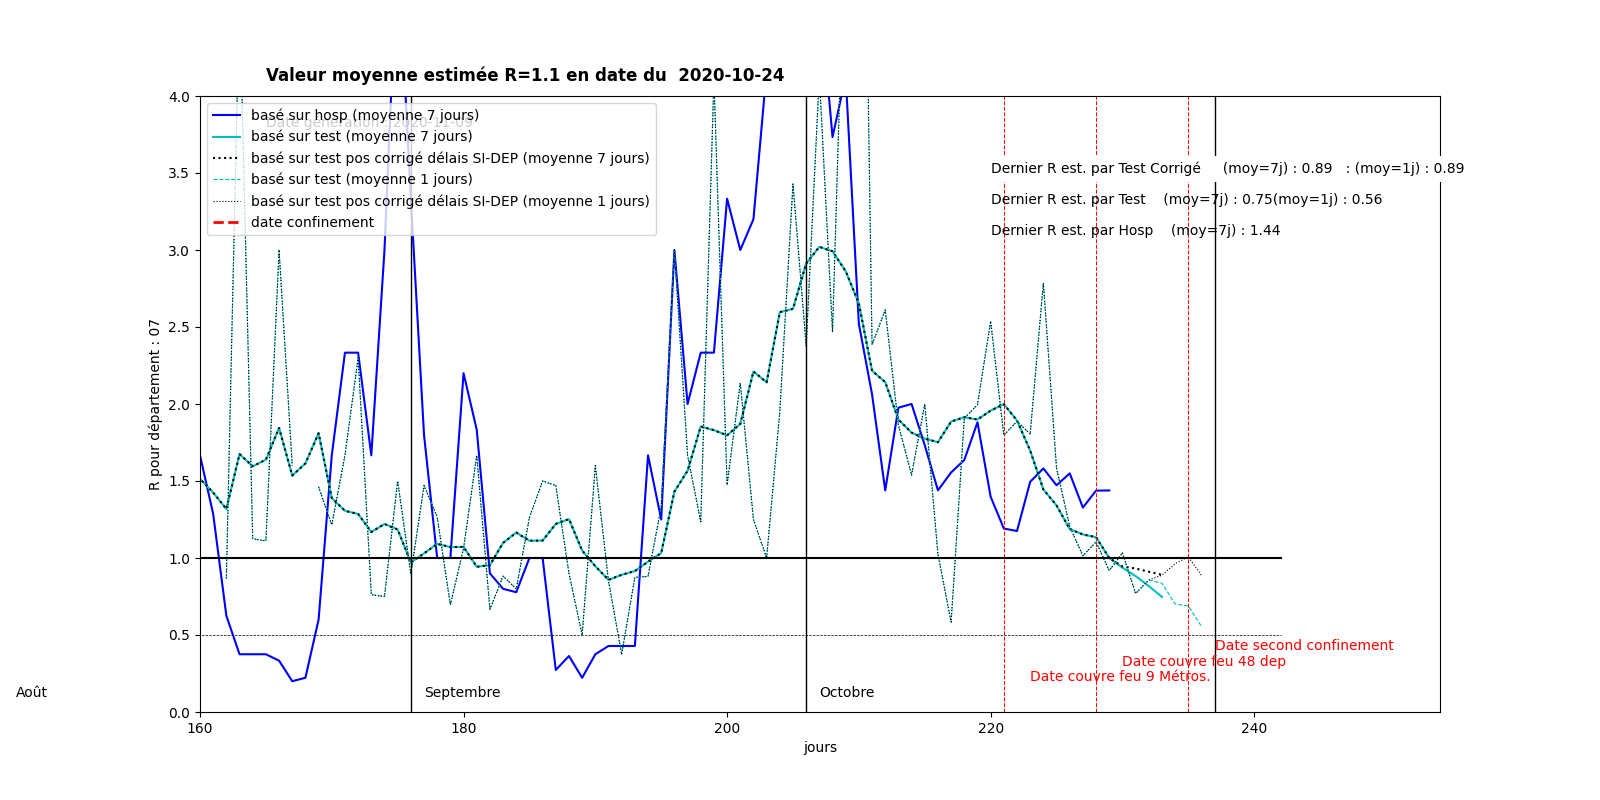 Valeur moyenne estimée R=1.1 en date du  2020-10-24
4.0
3.5
3.0
2.5
2.0
1.5
1.0
0.5
0.0
R pour département : 07
basé sur hosp (moyenne 7 jours)
Date génération : 2020-11-09
basé sur test (moyenne 7 jours)
basé sur test pos corrigé délais SI-DEP (moyenne 7 jours)
basé sur test (moyenne 1 jours)
basé sur test pos corrigé délais SI-DEP (moyenne 1 jours)
date confinement
Dernier R est. par Test Corrigé     (moy=7j) : 0.89   : (moy=1j) : 0.89
Dernier R est. par Test    (moy=7j) : 0.75(moy=1j) : 0.56
Dernier R est. par Hosp    (moy=7j) : 1.44
Date second confinement
Date couvre feu 48 dep
Date couvre feu 9 Métros.
Août
Septembre
Octobre
160
180
200
220
240
jours